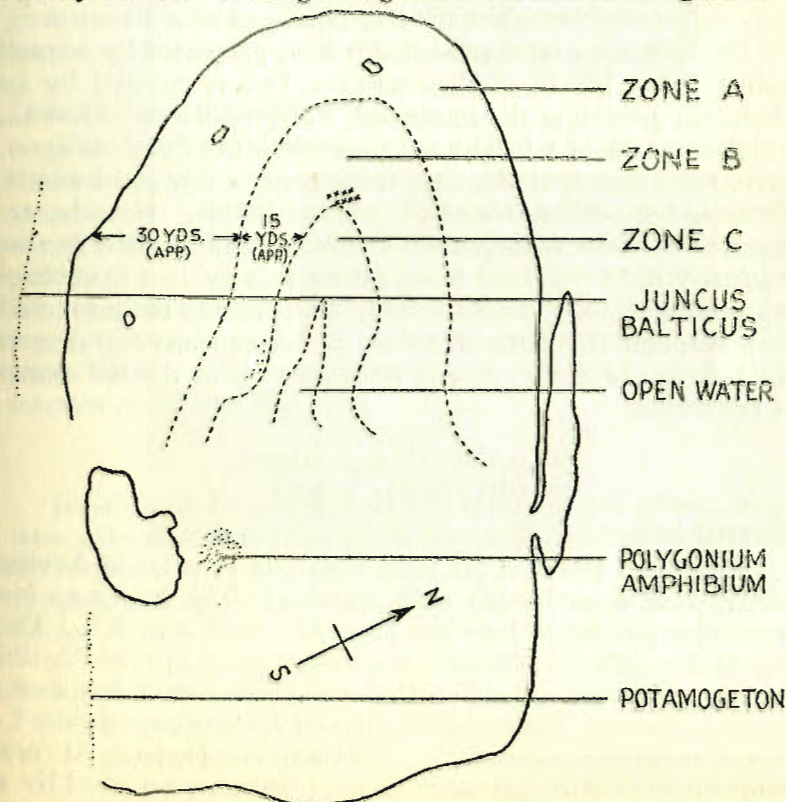 ZONE A
ZONE B
30 YDS.
(APP)
15
YDS.
(APP.)
ZONE C
JUNCUS
BALTICUS
OPEN WATER
POLYGONIUM
AMPHIBIUM
N
S
POTAMOGETON